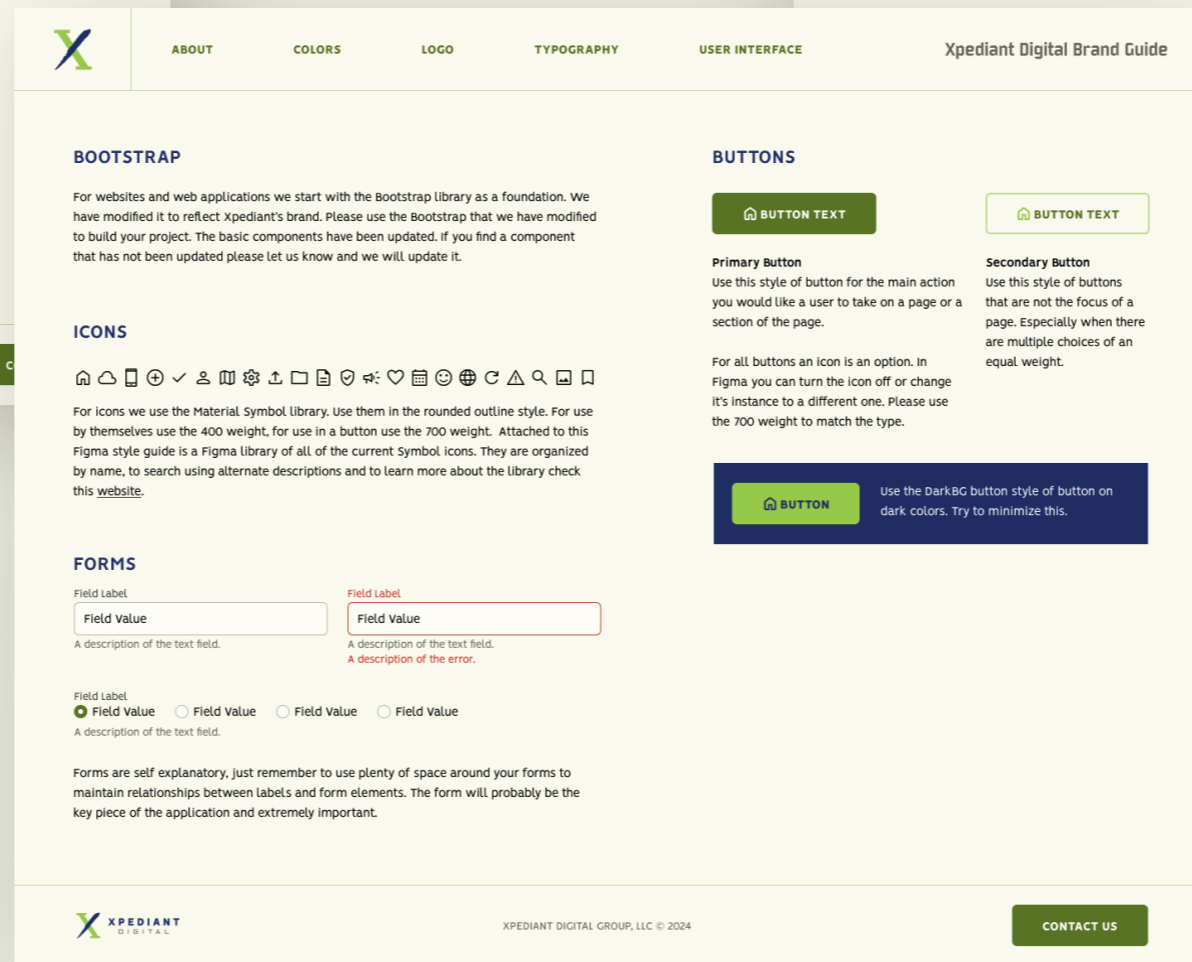 ABOUT
COLORS
LOGO
TYPOGRAPHY
USER INTERFACE
Xpediant Digital Brand Guide
BOOTSTRAP
For websites and web applications we start with the Bootstrap library as a foundation. We
have modified it to reflect Xpediant's brand. Please use the Bootstrap that we have modified
to build your project. The basic components have been updated. If you find a component
that has not been updated please let us know and we will update it.
ICONS
For icons we use the Material Symbol library. Use them in the rounded outline style. For use
by themselves use the 400 weight, for use in a button use the 700 weight.  Attached to this
Figma style guide is a Figma library of all of the current Symbol icons. They are organized
by name, to search using alternate descriptions and to learn more about the library check
this website.
FORMS
Field Label
Field Value
A description of the text field.
Field Label
Field Value
A description of the text field.
A description of the error.
Field Label
Field Value
Field Value
Field Value
Field Value
A description of the text field.
Forms are self explanatory, just remember to use plenty of space around your forms to
maintain relationships between labels and form elements. The form will probably be the
key piece of the application and extremely important.
BUTTONS
BUTTON TEXT
Primary Button
Use this style of button for the main action
you would like a user to take on a page or a
section of the page.
For all buttons an icon is an option. In
Figma you can turn the icon off or change
it's instance to a different one. Please use
the 700 weight to match the type.
BUTTON TEXT
Secondary Button
Use this style of buttons
that are not the focus of a
page. Especially when there
are multiple choices of an
equal weight.
BUTTON
Use the DarkBG button style of button on
dark colors. Try to minimize this.
XPEDIANT
DIGITAL
XPEDIANT DIGITAL GROUP, LLC © 2024
CONTACT US